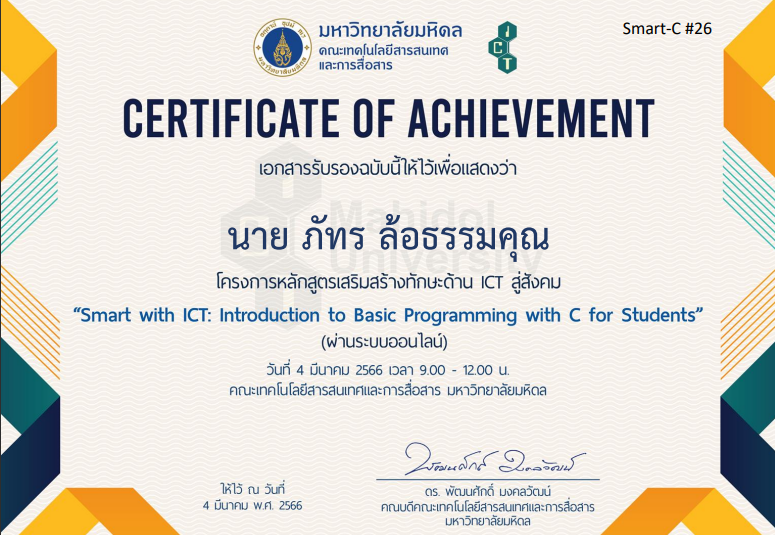 Smart-C #26
มหาวิทยาลัยมหิดล
คณะเทคโนโลยีสารสนเทศ
และการสื่อสาร
I
C
T
CERTIFICATE OF ACHIEVEMENT
เอกสารรับรองฉบับนี้ให้ไว้เพื่อแสดงว่า
Mahidol
University
นาย ภัทร ล้อธรรมคุณ
โครงการหลักสูตรเสริมสร้างทักษะด้าน ICT สู่สังคม
“Smart with ICT: Introduction to Basic Programming with C for Students”
(ผ่านระบบออนไลน์)
วันที่ 4 มีนาคม 2566 เวลา 9.00 - 12.00 น.
คณะเทคโนโลยีสารสนเทศและการสื่อสาร มหาวิทยาลัยมหิดล
ให้ไว้ ณ วันที่
4 มีนาคม พ.ศ. 2566
ดร. พัฒนศักดิ์ มงคลวัฒน์
คณบดีคณะเทคโนโลยีสารสนเทศและการสื่อสาร
มหาวิทยาลัยมหิดล